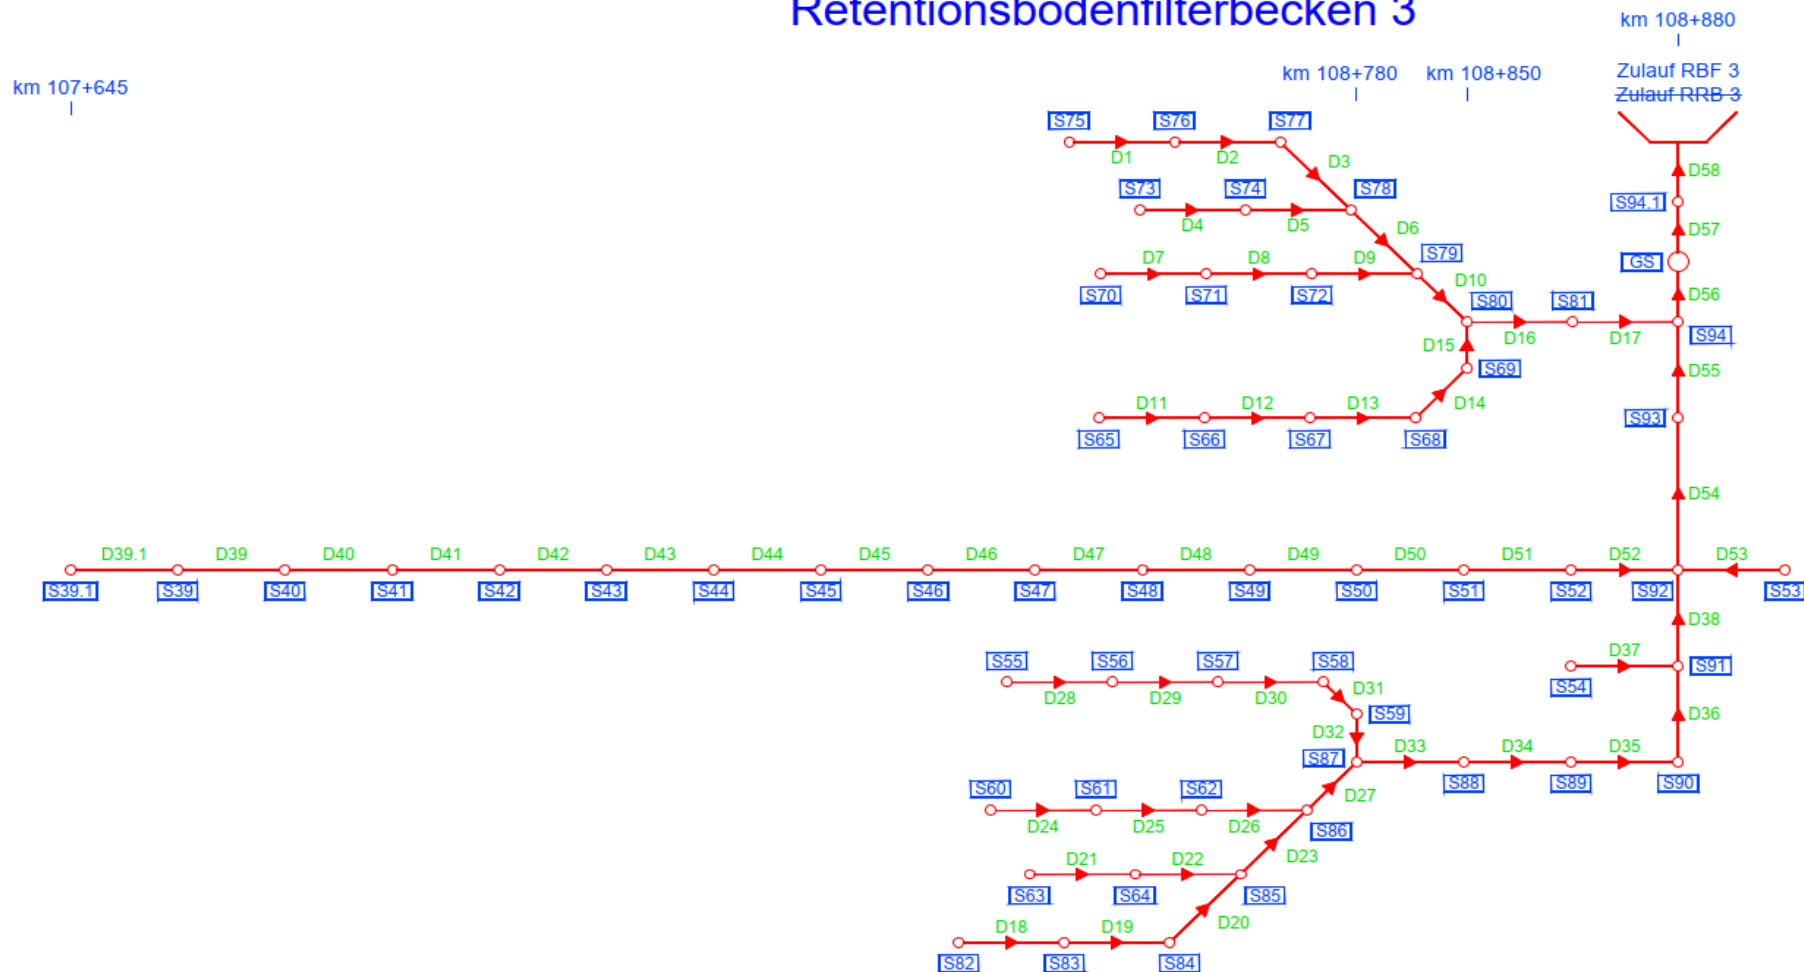 Retentionsbodenfilterbecken 3
km 108+880
km 107+645
km 108+780
km 108+850
Zulauf RBF 3
Zulauf RRB 3
S75
S76
S77
D1
D2
D3
D58
S73
S74
S78
S94.1
D4
D5
D6
D57
S79
D7
D8
D9
GS
D10
S70
S71
S72
S80
S81
D56
D15
D16
D17
S94
S69
D55
D11
D12
D13
D14
S93
S65
S66
S67
S68
D54
D39.1
D39
D40
D41
D42
D43
D44
D45
D46
D47
D48
D49
D50
D51
D52
D53
S39.1
S39
S40
S41
S42
S43
S44
S45
S46
S47
S48
S49
S50
S51
S52
S92
S53
D38
S55
S56
S57
S58
D37
S91
D28
D29
D30
D31
S54
S59
D36
D32
S87
D33
D34
D35
S88
S89
S90
S60
S61
S62
D27
D24
D25
D26
S86
D21
D22
D23
S63
S64
S85
D18
D19
D20
S82
S83
S84